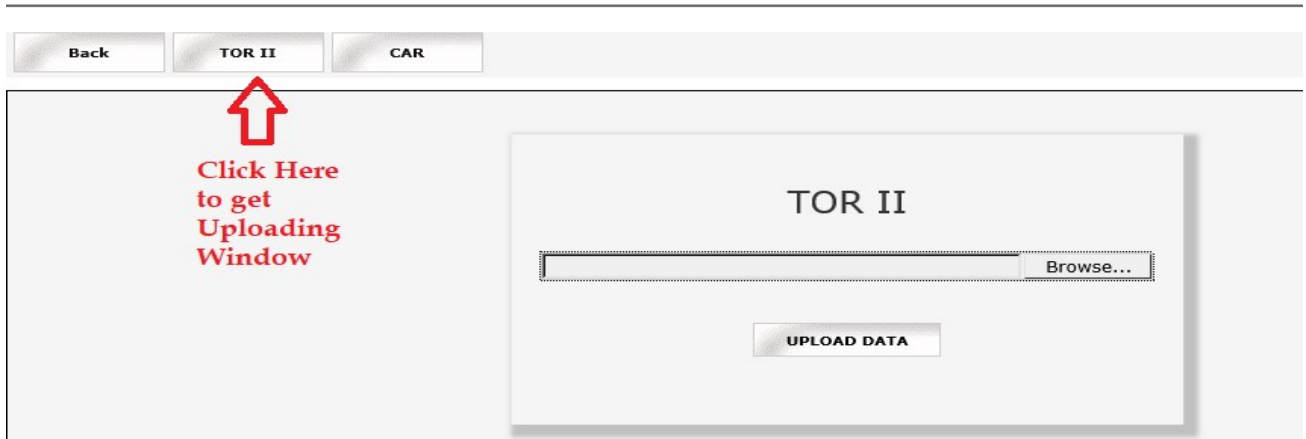 Back TOR II CAR
Click Here
to get
Uploading
Window
TOR II
Browse...
UPLOAD DATA